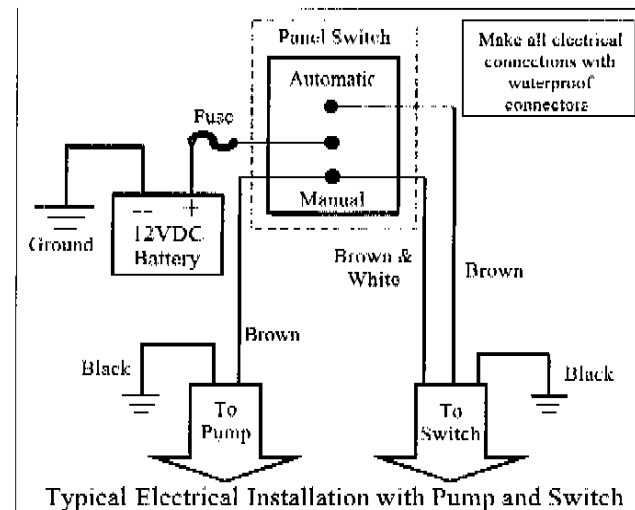 Panel Switch
Make all electrical
connections with
waterproof
connectors
Automatic
Fuse
Manual
- +
12VDC
Battery
Ground
Brown &
White
Brown
Brown
Black
Black
To
Pump
To
Switch
Typical Electrical Installation with Pump and Switch